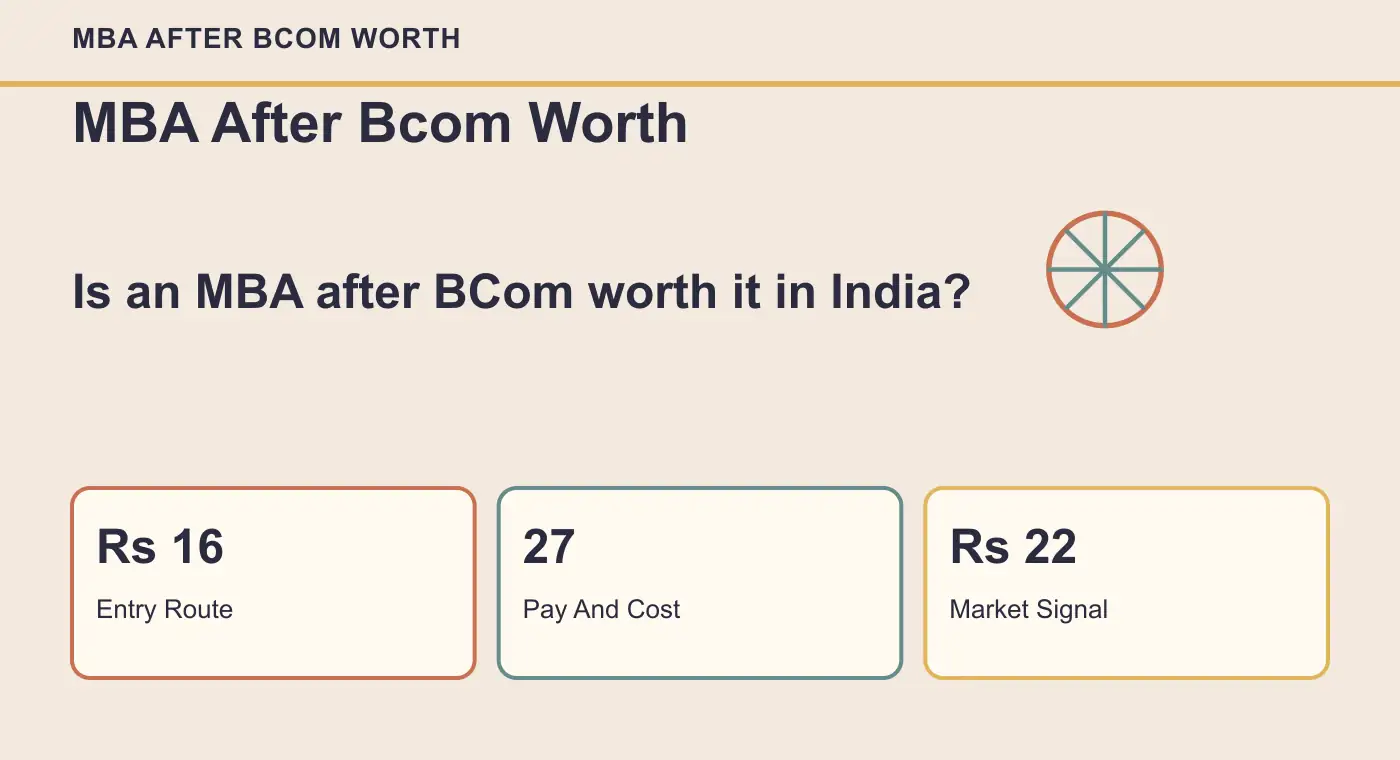 MBA AFTER BCOM WORTH
MBA After Bcom Worth
Is an MBA after BCom worth it in India?
Rs 16
Entry Route
27
Pay And Cost
Rs 22
Market Signal